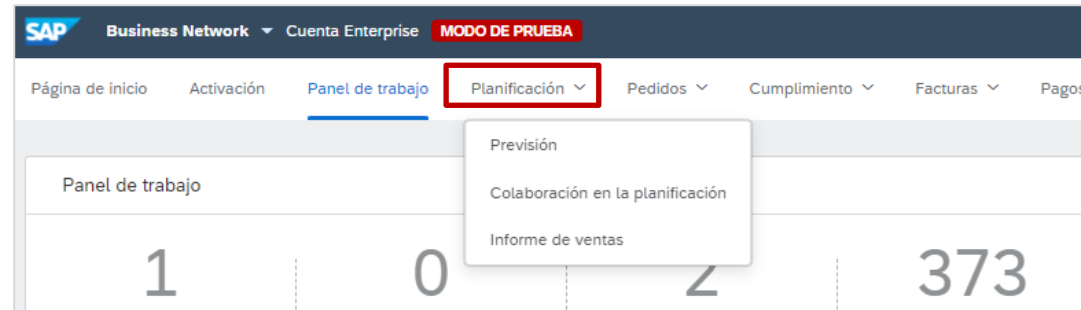 SAP Business Network Cuenta Enterprise MODO DE PRUEBA
Página de inicio Activación Panel de trabajo Planificación Pedidos Cumplimiento Facturas Pagos
Previsión
Panel de trabajo
Colaboración en la planificación
Informe de ventas
1 0 2 373